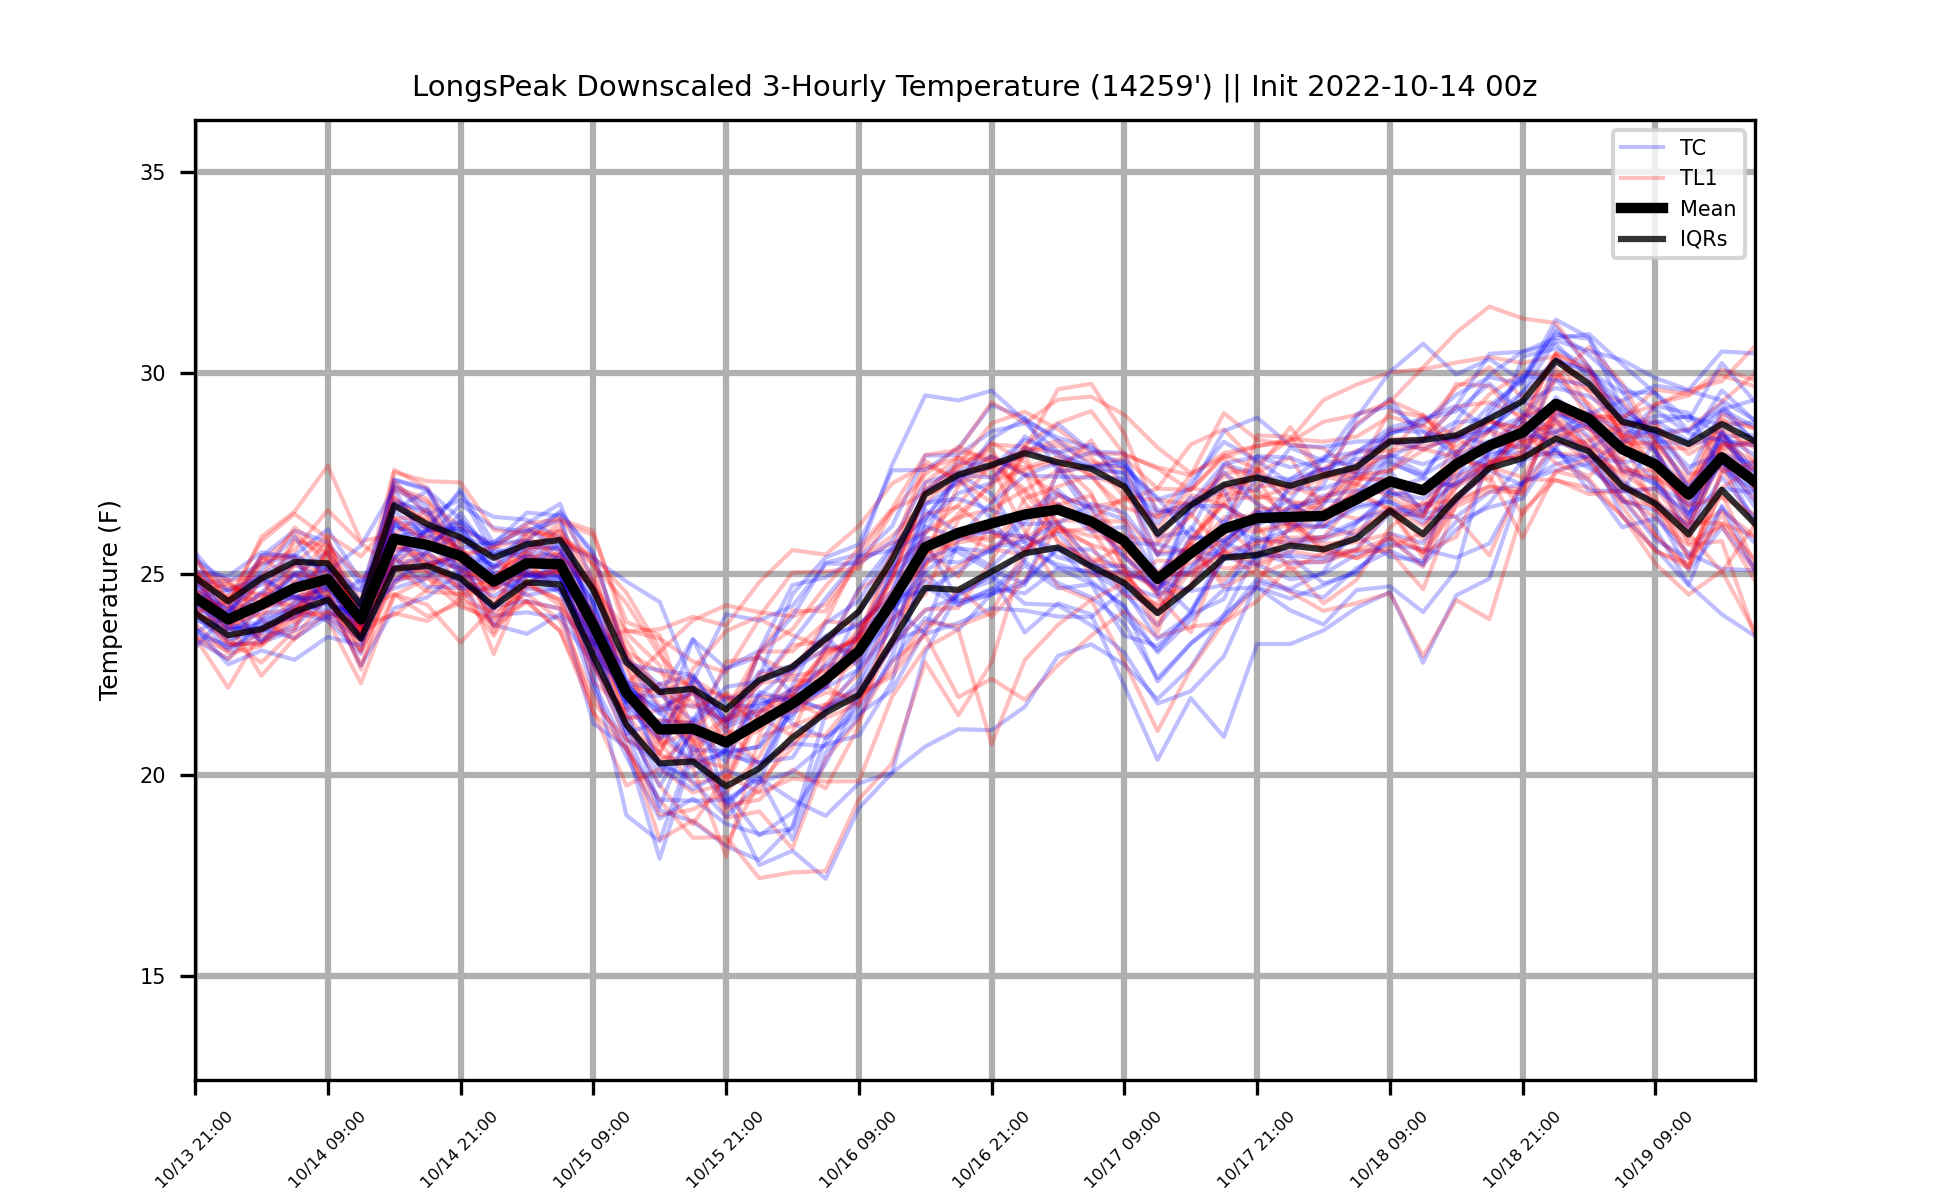 LongsPeak Downscaled 3-Hourly Temperature (14259') || Init 2022-10-14 00z
TC
TL1
Mean
IQRs
Temperature (F)
35
30
25
20
15
10/13 21:00
10/14 09:00
10/14 21:00
10/15 09:00
10/15 21:00
10/16 09:00
10/16 21:00
10/17 09:00
10/17 21:00
10/18 09:00
10/18 21:00
10/19 09:00